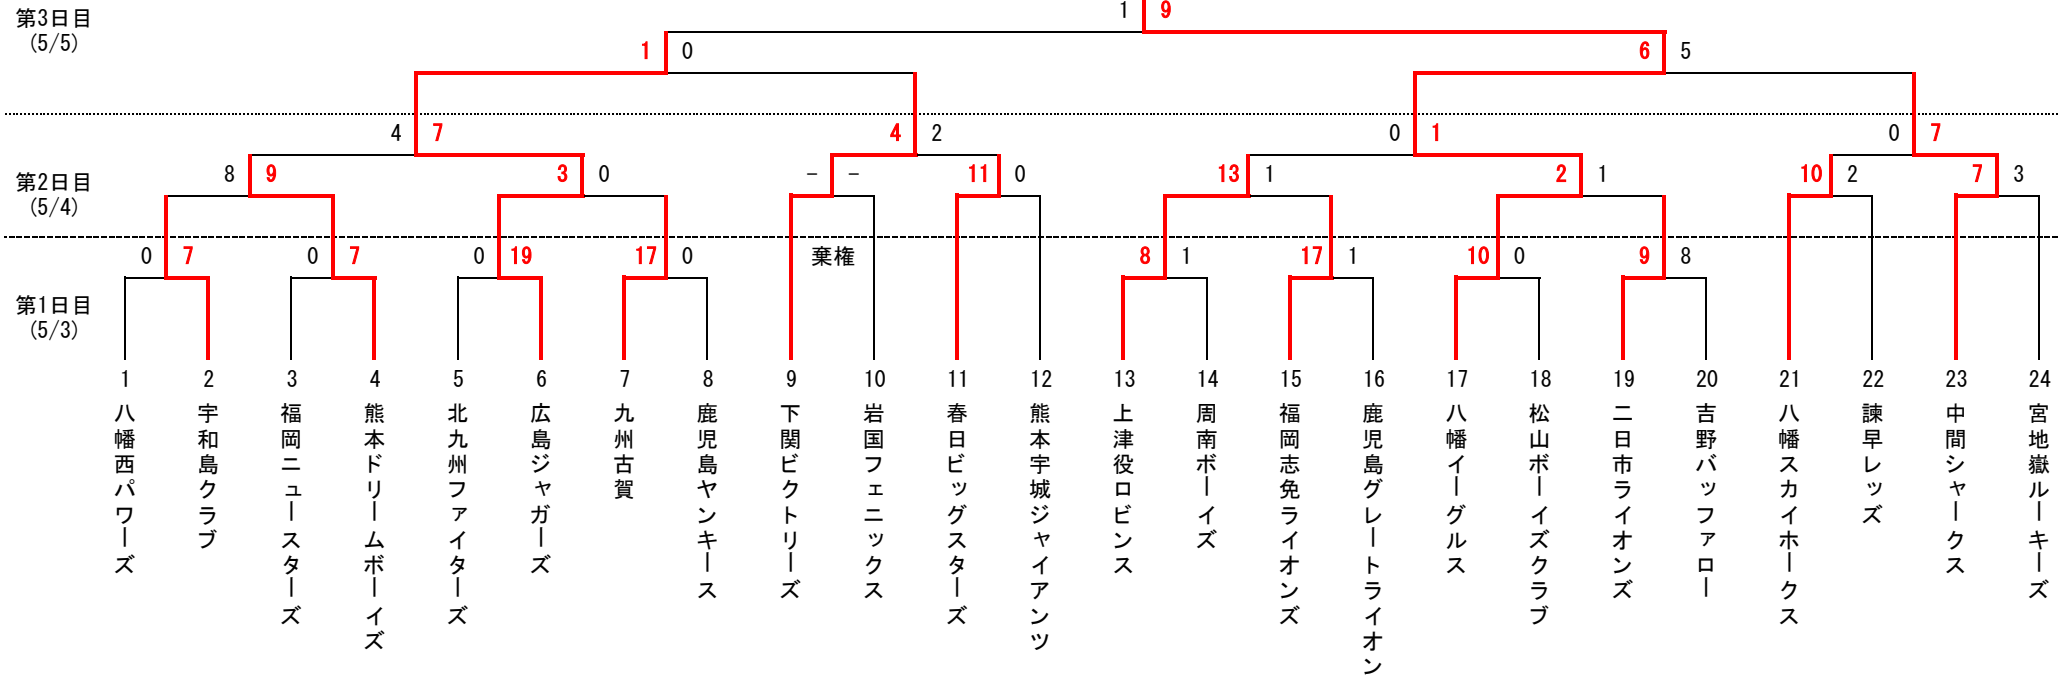 第3日目
(5/5)
1 9
1 0 6 5
4 7 4 2 0 1 0 7
第2日目
(5/4)
8 9 3 0 - - 11 0 13 1 2 1 10 2 7 3
0 7 0 7 0 19 17 0 棄権 8 1 17 1 10 0 9 8
第1日目
(5/3)
1 2 3 4 5 6 7 8 9 10 11 12 13 14 15 16 17 18 19 20 21 22 23 24
八幡西パワーズ
宇和島クラブ
福岡ニュースターズ
熊本ドリームボーイズ
北九州ファイターズ
広島ジャガーズ
九州古賀
鹿児島ヤンキース
下関ビクトリーズ
岩国フェニックス
春日ビッグスターズ
熊本宇城ジャイアンツ
上津役ロビンス
周南ボーイズ
福岡志免ライオンズ
鹿児島グレートライオン
八幡イーグルス
松山ボーイズクラブ
二日市ライオンズ
吉野バッファロー
八幡スカイホークス
諫早レッズ
中間シャークス
宮地嶽ルーキーズ